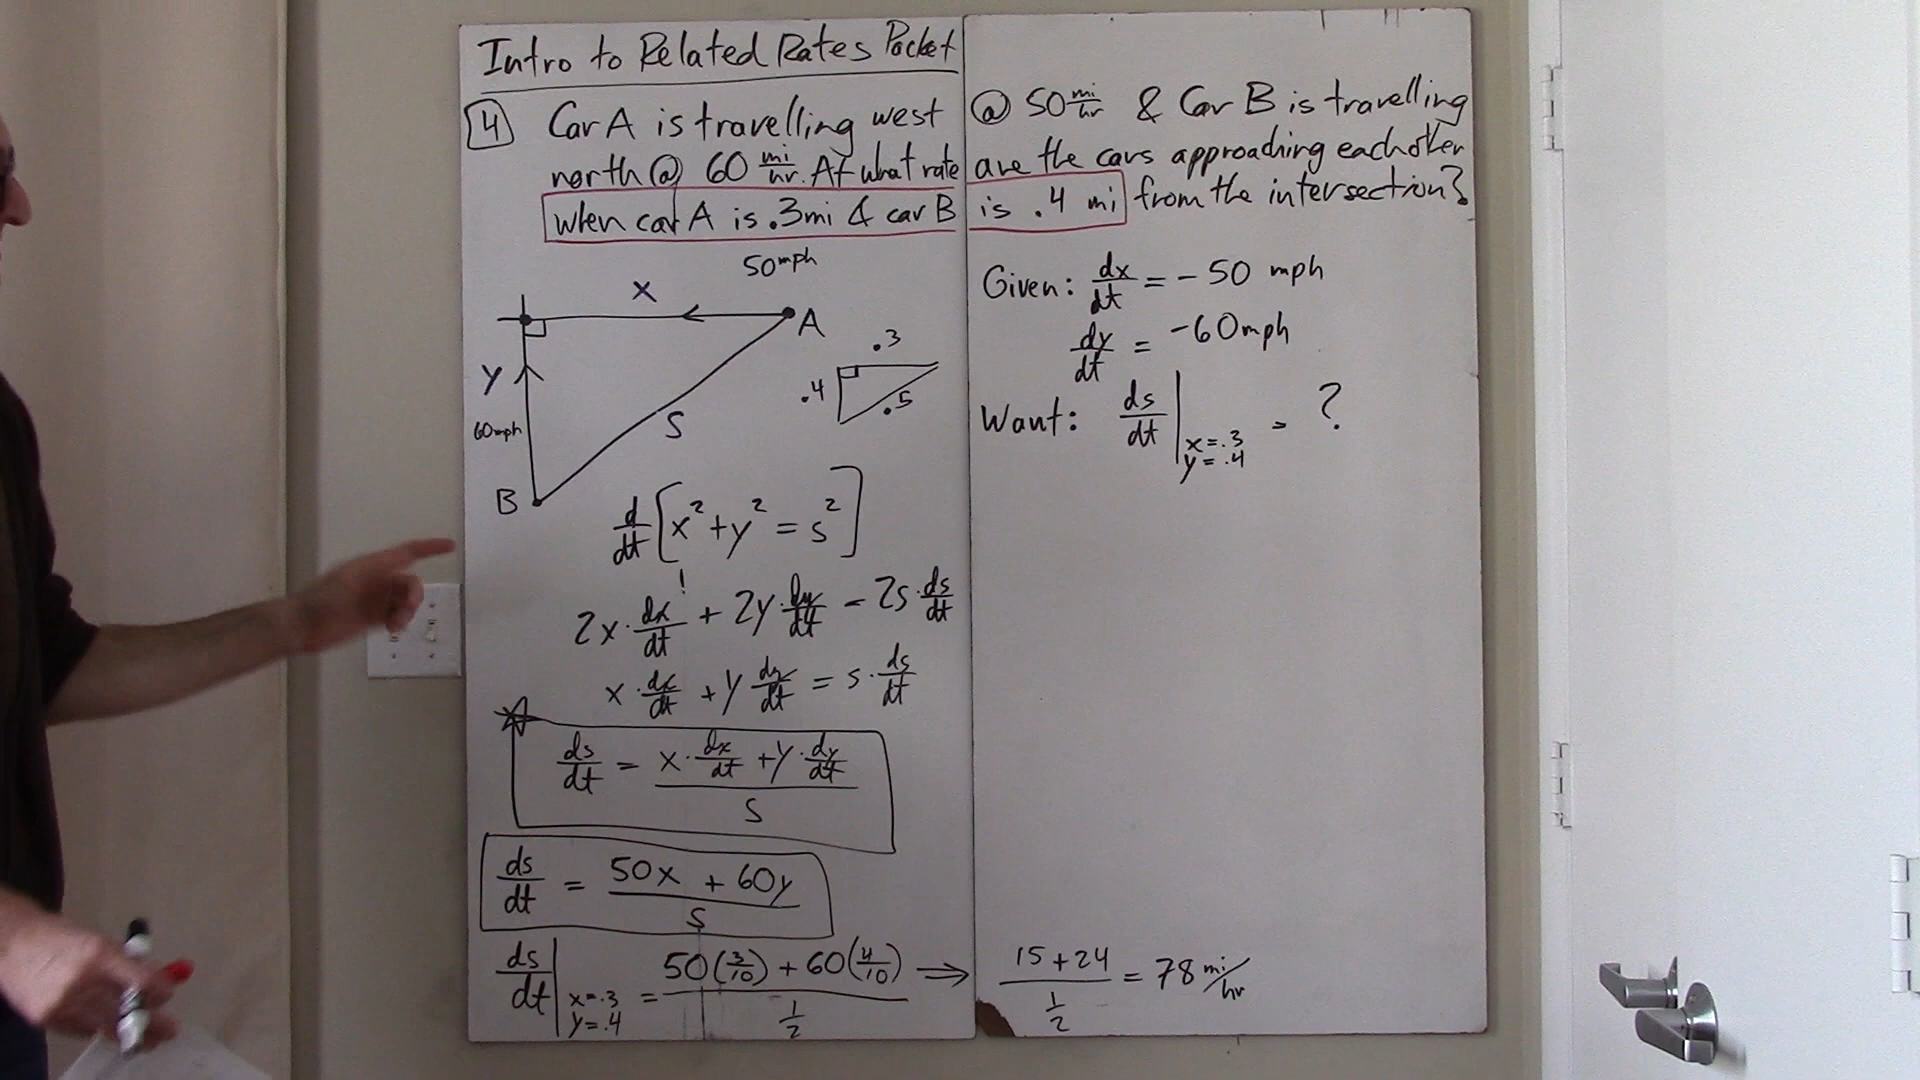 Intro to Related Rates Packet
4 Car A is travelling west @ 50 mi/hr & Car B is travelling
north @ 60 mi/hr. At what rate are the cars approaching eachother
when car A is .3mi & car B is .4 mi from the intersection?
50mph
x
A
y
60mph
S
B
.3
.4
.5
Given: dx/dt = - 50 mph
dy/dt = -60mph
Want: ds/dt | x=.3 y=.4 = ?
d/dt [x² + y² = s²]
2x · dx/dt + 2y · dy/dt = 2s · ds/dt
x · dx/dt + y dy/dt = s · ds/dt
ds/dt = x · dx/dt + y · dy/dt / S
ds/dt = 50x + 60y / S
ds/dt | x=.3 y=.4 = 50(3/10) + 60(4/10) / 1/2 ⇒ 15 + 24 / 1/2 = 78 mi/hr